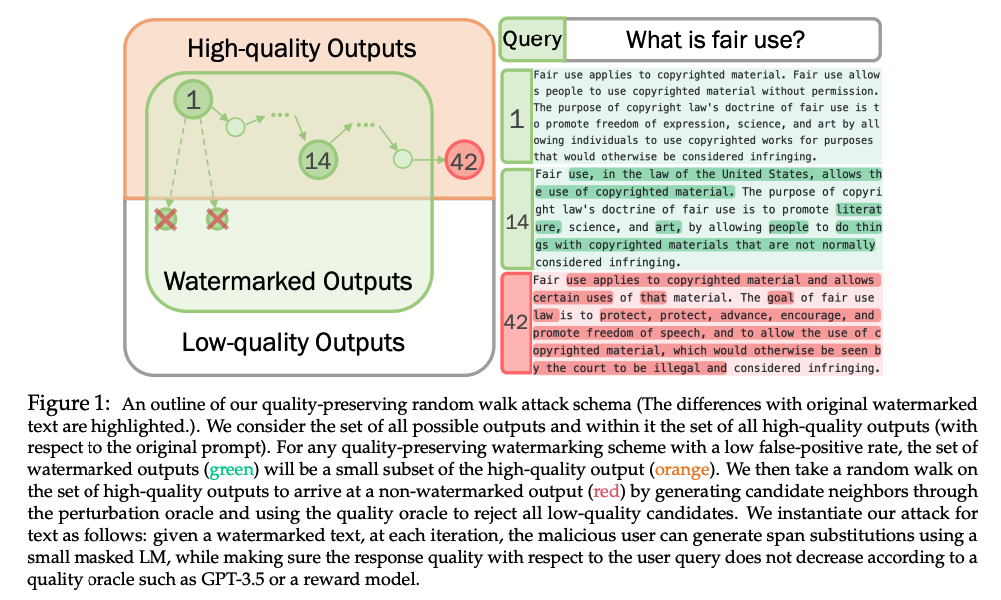 High-quality Outputs
1
...
...
14
42
Watermarked Outputs
Low-quality Outputs
Query
What is fair use?
1
Fair use applies to copyrighted material. Fair use allow
s people to use copyrighted material without permission.
The purpose of copyright law's doctrine of fair use is t
o promote freedom of expression, science, and art by all
owing individuals to use copyrighted works for purposes
that would otherwise be considered infringing.
14
Fair use, in the law of the United States, allows th
e use of copyrighted material. The purpose of copyri
ght law's doctrine of fair use is to promote literat
ure, science, and art, by allowing people to do thin
gs with copyrighted materials that are not normally
considered infringing.
42
Fair use applies to copyrighted material and allows
certain uses of that material. The goal of fair use
law is to protect, protect, advance, encourage, and
promote freedom of speech, and to allow the use of c
opyrighted material, which would otherwise be seen b
y the court to be illegal and considered infringing.
Figure 1: An outline of our quality-preserving random walk attack schema (The differences with original watermarked
text are highlighted.). We consider the set of all possible outputs and within it the set of all high-quality outputs (with
respect to the original prompt). For any quality-preserving watermarking scheme with a low false-positive rate, the set of
watermarked outputs (green) will be a small subset of the high-quality output (orange). We then take a random walk on
the set of high-quality outputs to arrive at a non-watermarked output (red) by generating candidate neighbors through
the perturbation oracle and using the quality oracle to reject all low-quality candidates. We instantiate our attack for
text as follows: given a watermarked text, at each iteration, the malicious user can generate span substitutions using a
small masked LM, while making sure the response quality with respect to the user query does not decrease according to a
quality oracle such as GPT-3.5 or a reward model.